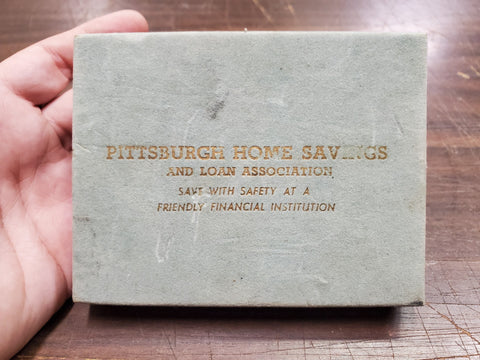 PITTSBURGH HOME SAVINGS
AND LOAN ASSOCIATION
SAVE WITH SAFETY AT A
FRIENDLY FINANCIAL INSTITUTION